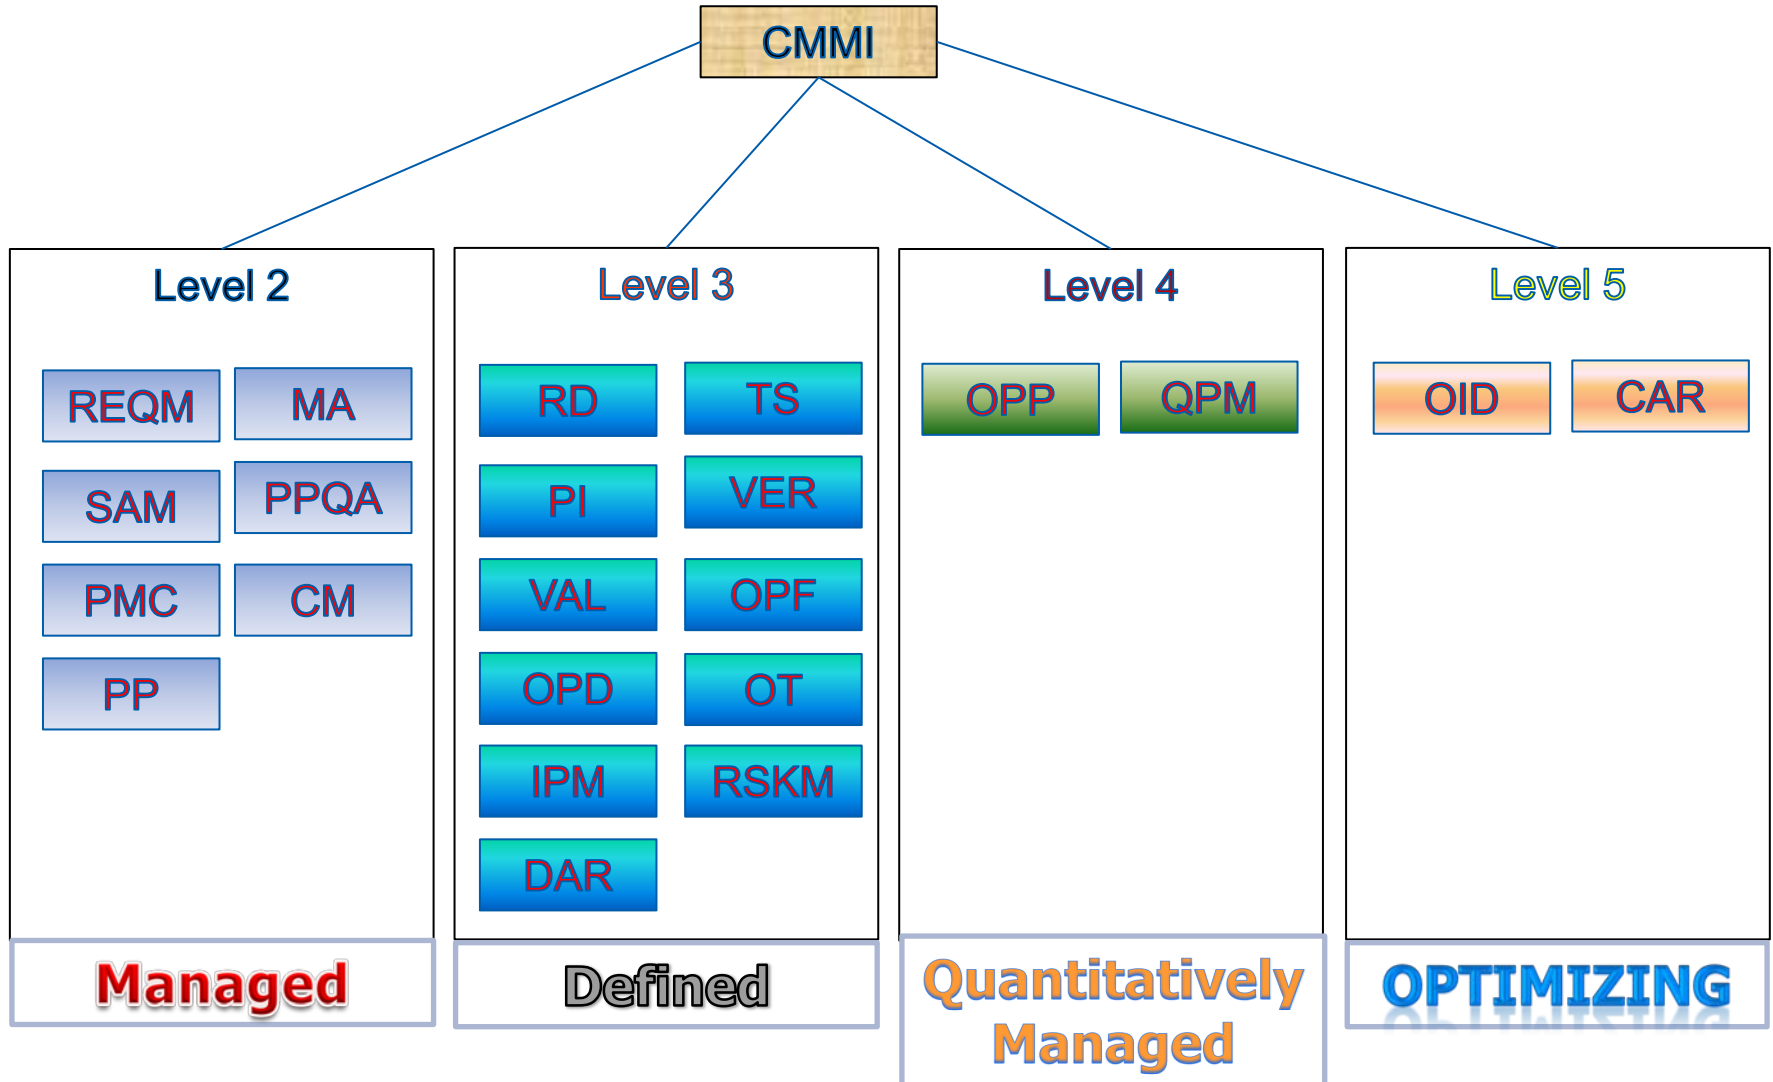 CMMI
Level 2
REQM
MA
SAM
PPQA
PMC
CM
PP
Managed
Level 3
RD
TS
PI
VER
VAL
OPF
OPD
OT
IPM
RSKM
DAR
Defined
Level 4
OPP
QPM
Quantitatively
Managed
Level 5
OID
CAR
OPTIMIZING